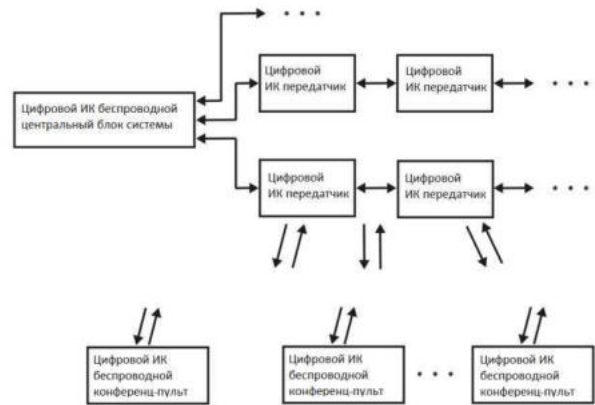 Цифровой
ИК передатчик
Цифровой
ИК передатчик
Цифровой ИК беспроводной
центральный блок системы
Цифровой
ИК передатчик
Цифровой
ИК передатчик
Цифровой ИК
беспроводной
конференц-пульт
Цифровой ИК
беспроводной
конференц-пульт
Цифровой ИК
беспроводной
конференц-пульт